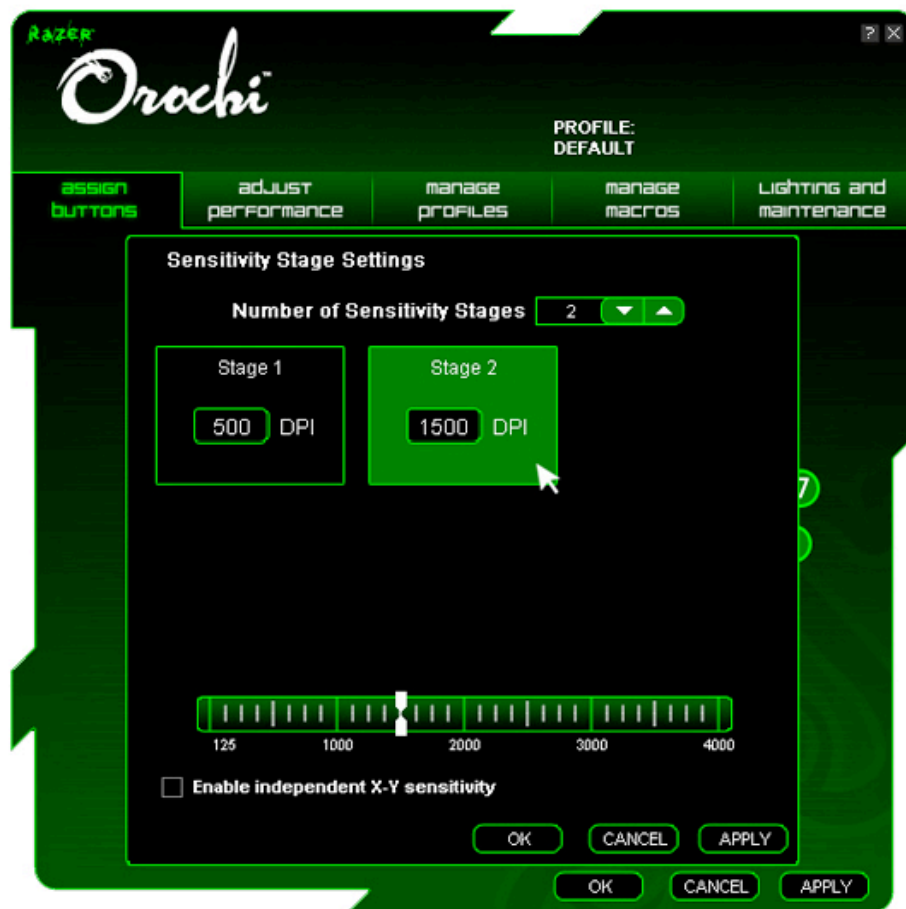 RAZER
Orochi™
? X
PROFILE:
DEFAULT
assign buttons
adjust performance
manage profiles
manage macros
Lighting and maintenance
Sensitivity Stage Settings
Number of Sensitivity Stages 2
Stage 1
Stage 2
500 DPI
1500 DPI
7
125 1000 2000 3000 4000
Enable independent X-Y sensitivity
OK CANCEL APPLY
OK CANCEL APPLY